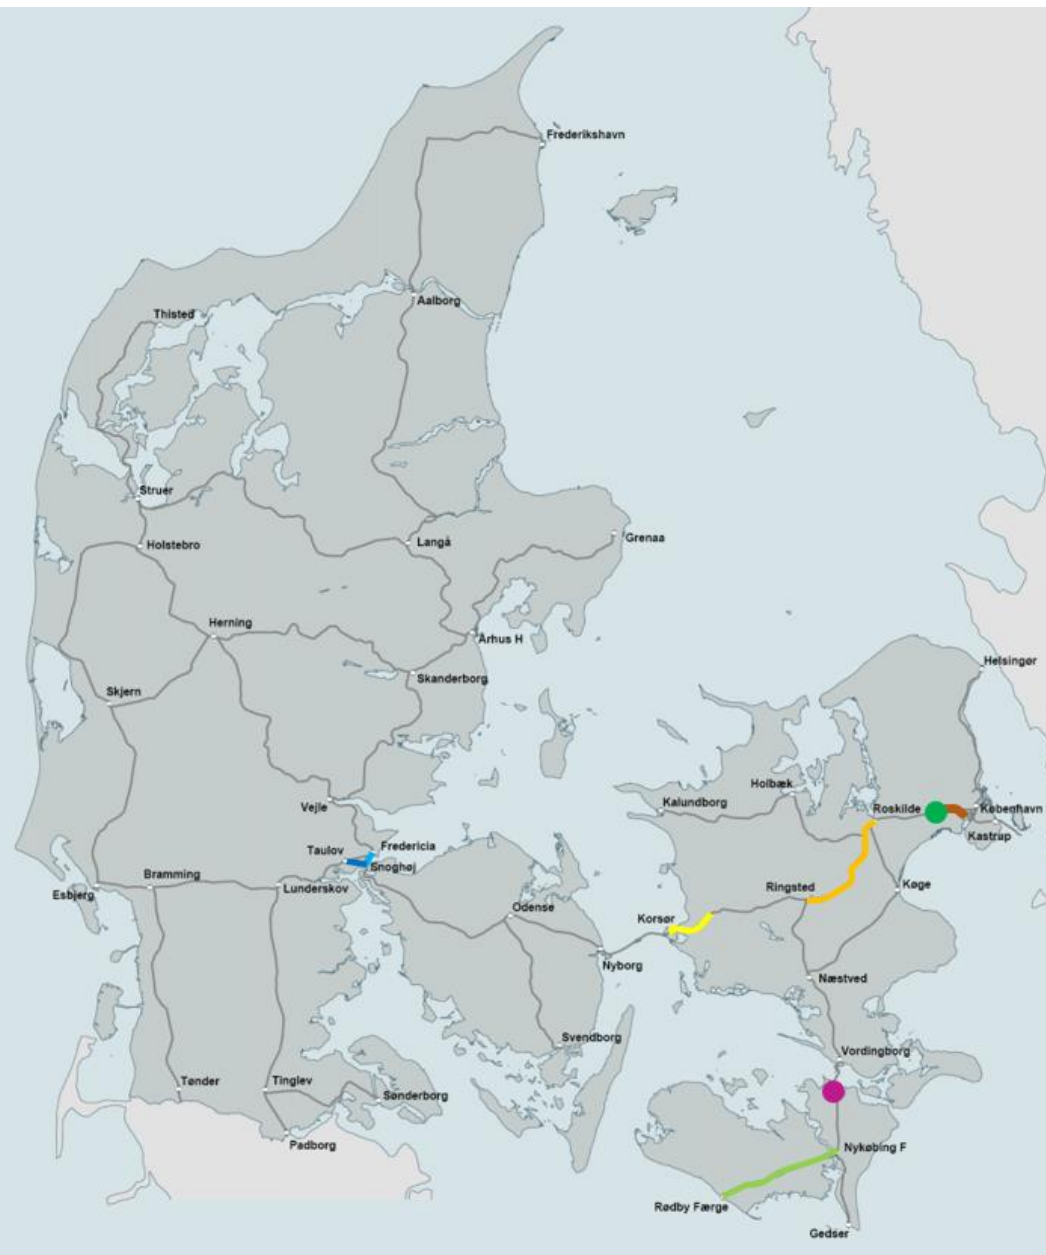 Frederikshavn
Aalborg
Thisted
Struer
Holstebro
Langå
Grenaa
Herning
Århus H
Skanderborg
Skjern
Helsingør
Holbæk
Kalundborg
Vejle
Roskilde
København
Kastrup
Fredericia
Taulov
Snoghøj
Bramming
Lunderskov
Esbjerg
Ringsted
Køge
Odense
Korsør
Nyborg
Næstved
Svendborg
Vordingborg
Tønder
Tinglev
Sønderborg
Padborg
Nykøbing F
Rødby Færge
Gedser